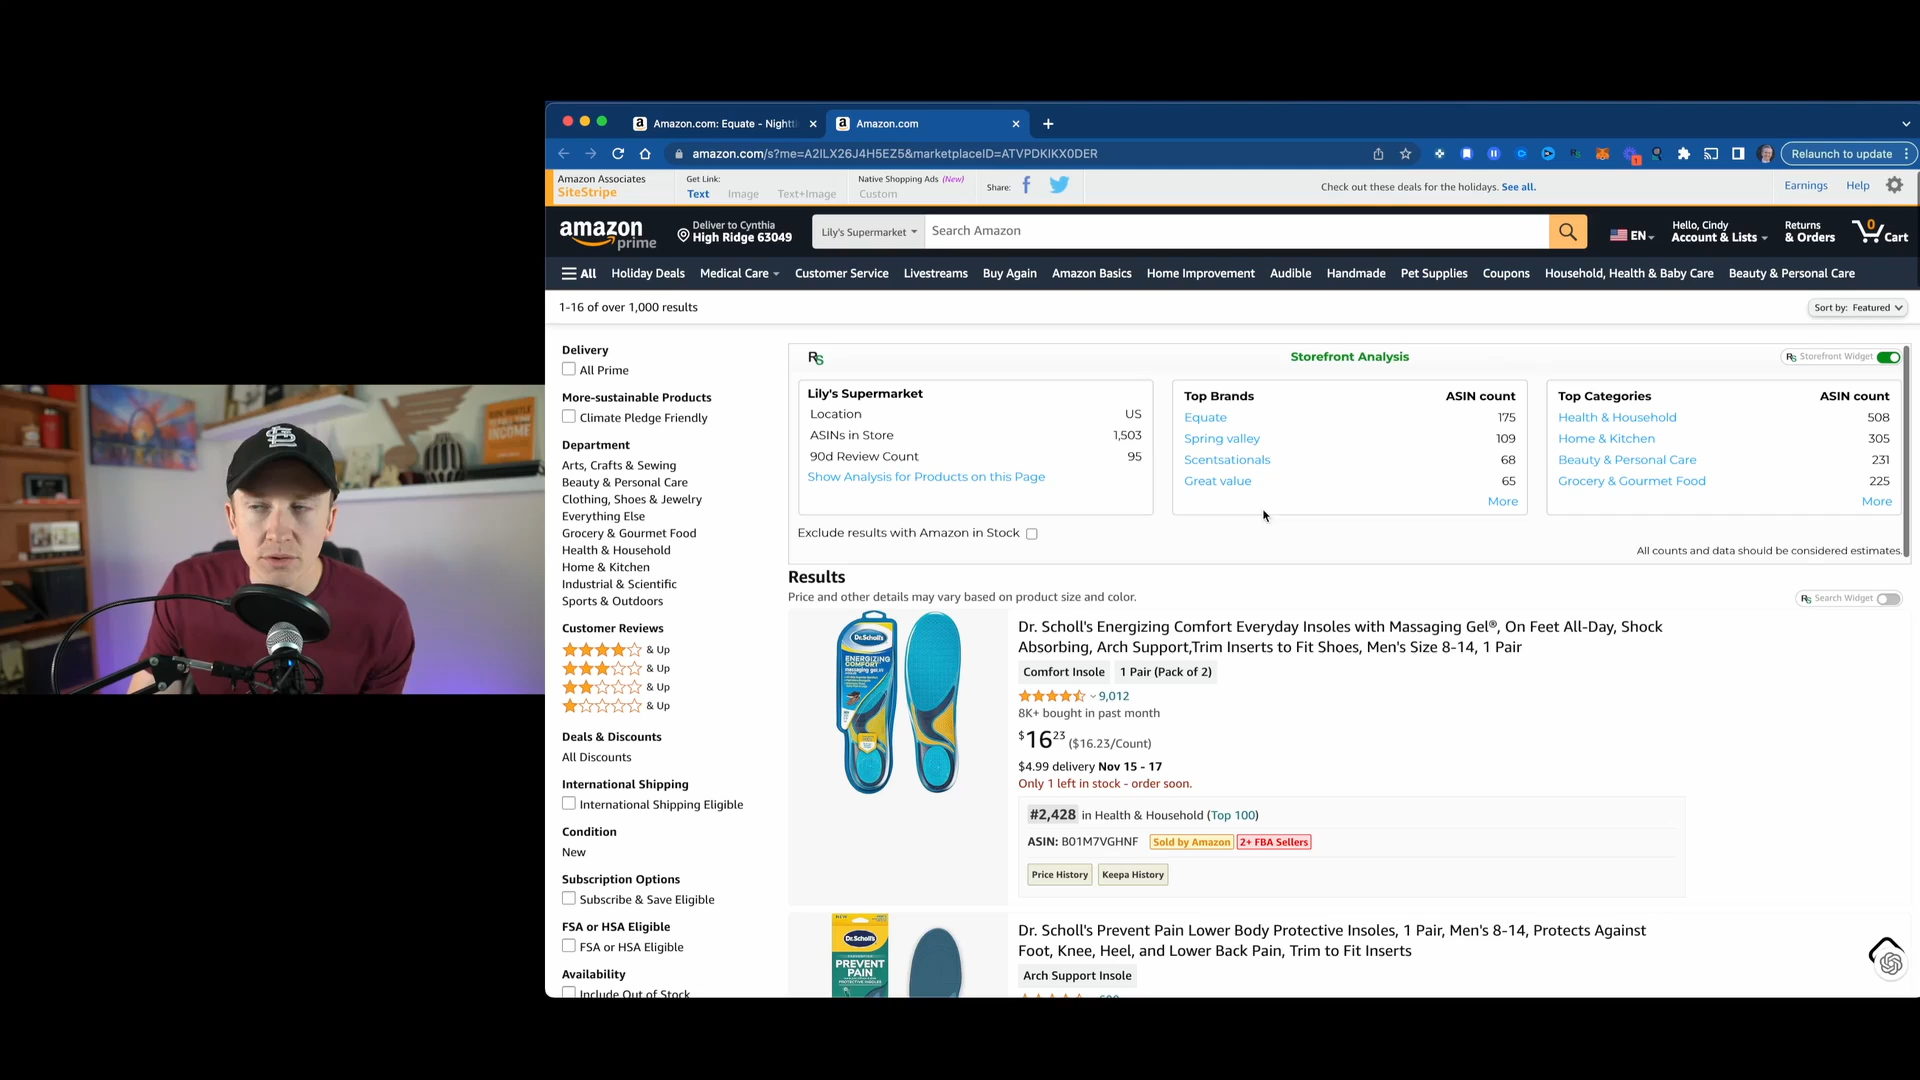 Amazon.com: Equate - Nightti
Amazon.com
amazon.com/s?me=A2ILX26J4H5EZ5&marketplaceID=ATVPDKIKX0DER
1
Relaunch to update
Amazon Associates
SiteStripe
Get Link:
Text Image Text+Image
Native Shopping Ads (New)
Custom
Share:
Check out these deals for the holidays. See all.
Earnings Help
amazon
prime
Deliver to Cynthia
High Ridge 63049
Lily's Supermarket
Search Amazon
EN
Hello, Cindy
Account & Lists
Returns
& Orders
0
Cart
All Holiday Deals Medical Care Customer Service Livestreams Buy Again Amazon Basics Home Improvement Audible Handmade Pet Supplies Coupons Household, Health & Baby Care Beauty & Personal Care
1-16 of over 1,000 results
Sort by: Featured
Delivery
All Prime
More-sustainable Products
Climate Pledge Friendly
Department
Arts, Crafts & Sewing
Beauty & Personal Care
Clothing, Shoes & Jewelry
Everything Else
Grocery & Gourmet Food
Health & Household
Home & Kitchen
Industrial & Scientific
Sports & Outdoors
Customer Reviews
& Up
& Up
& Up
& Up
Deals & Discounts
All Discounts
International Shipping
International Shipping Eligible
Condition
New
Subscription Options
Subscribe & Save Eligible
FSA or HSA Eligible
FSA or HSA Eligible
Availability
Include Out of Stock
RS
Storefront Analysis
RS Storefront Widget
Lily's Supermarket
Location US
ASINs in Store 1,503
90d Review Count 95
Show Analysis for Products on this Page
Top Brands ASIN count
Equate 175
Spring valley 109
Scentsationals 68
Great value 65
More
Top Categories ASIN count
Health & Household 508
Home & Kitchen 305
Beauty & Personal Care 231
Grocery & Gourmet Food 225
More
Exclude results with Amazon in Stock
All counts and data should be considered estimates.
Results
Price and other details may vary based on product size and color.
RS Search Widget
Dr. Scholl's
ENERGIZING
COMFORT
Dr. Scholl's Energizing Comfort Everyday Insoles with Massaging Gel®, On Feet All-Day, Shock
Absorbing, Arch Support,Trim Inserts to Fit Shoes, Men's Size 8-14, 1 Pair
Comfort Insole 1 Pair (Pack of 2)
9,012
8K+ bought in past month
$16 23 ($16.23/Count)
$4.99 delivery Nov 15 - 17
Only 1 left in stock - order soon.
#2,428 in Health & Household (Top 100)
ASIN: B01M7VGHNF Sold by Amazon 2+ FBA Sellers
Price History Keepa History
Dr. Scholl's
PREVENT
PAIN
Dr. Scholl's Prevent Pain Lower Body Protective Insoles, 1 Pair, Men's 8-14, Protects Against
Foot, Knee, Heel, and Lower Back Pain, Trim to Fit Inserts
Arch Support Insole
INCOME